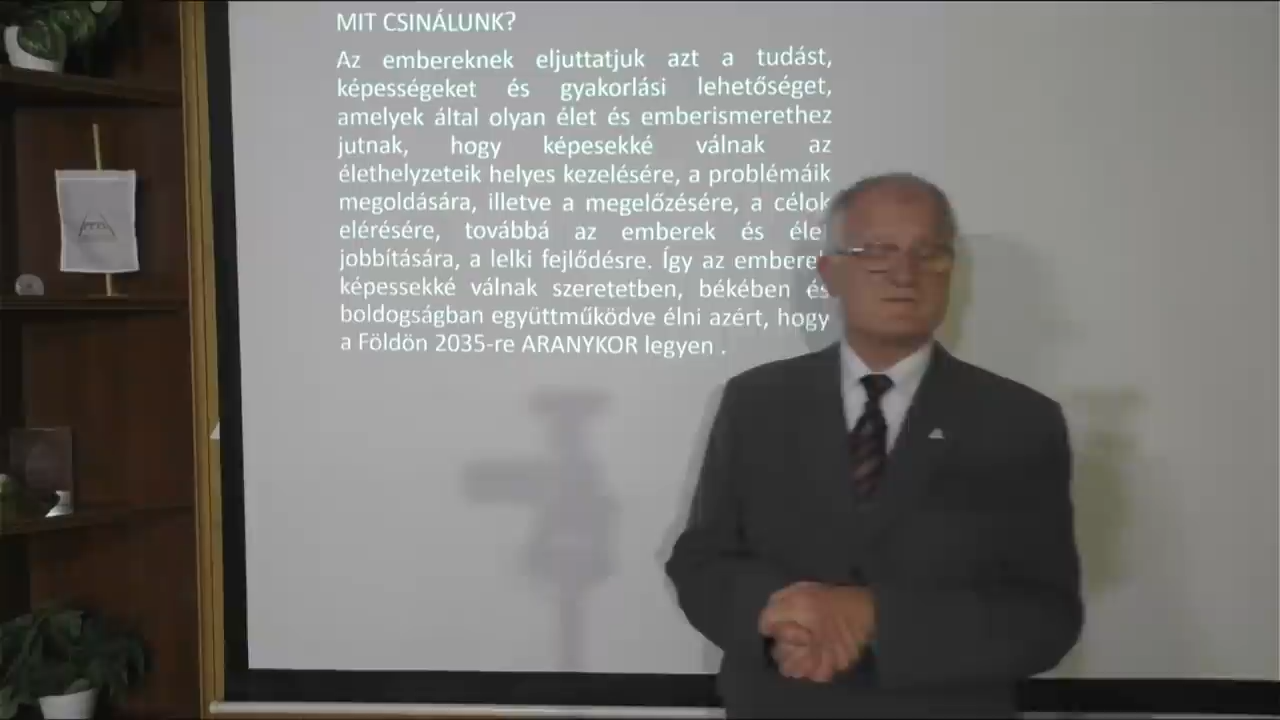 MIT CSINÁLUNK?
Az embereknek eljuttatjuk azt a tudást,
képességeket és gyakorlási lehetőséget,
amelyek által olyan élet és emberismerethez
jutnak, hogy képesekké válnak az
élethelyzeteik helyes kezelésére, a problémáik
megoldására, illetve a megelőzésére, a célok
elérésére, továbbá az emberek és élet
jobbítására, a lelki fejlődésre. Így az emberek
képessekké válnak szeretetben, békében és
boldogságban együttműködve élni azért, hogy
a Földön 2035-re ARANYKOR legyen .